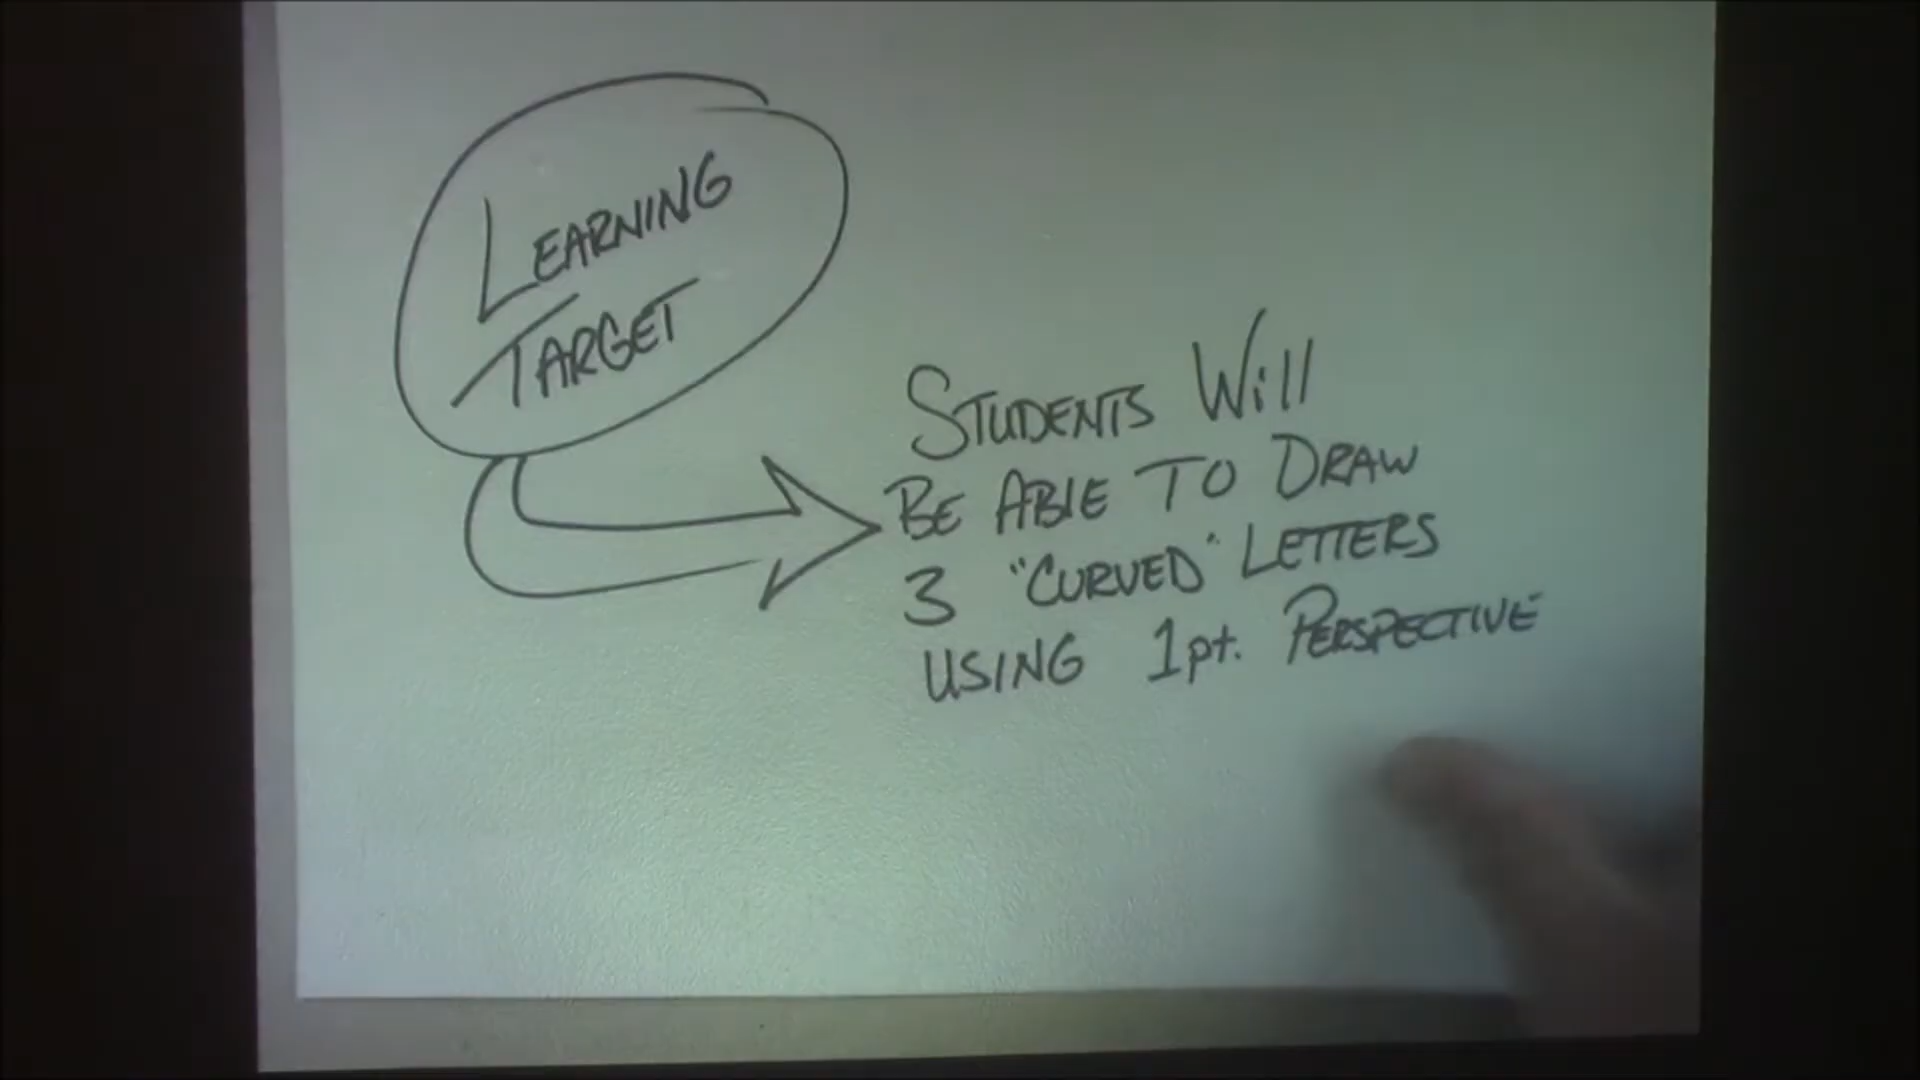 LEARNING
TARGET
STUDENTS Will
BE ABLE TO DRAW
3 "CURVED" LETTERS
USING 1pt. PERSPECTIVE